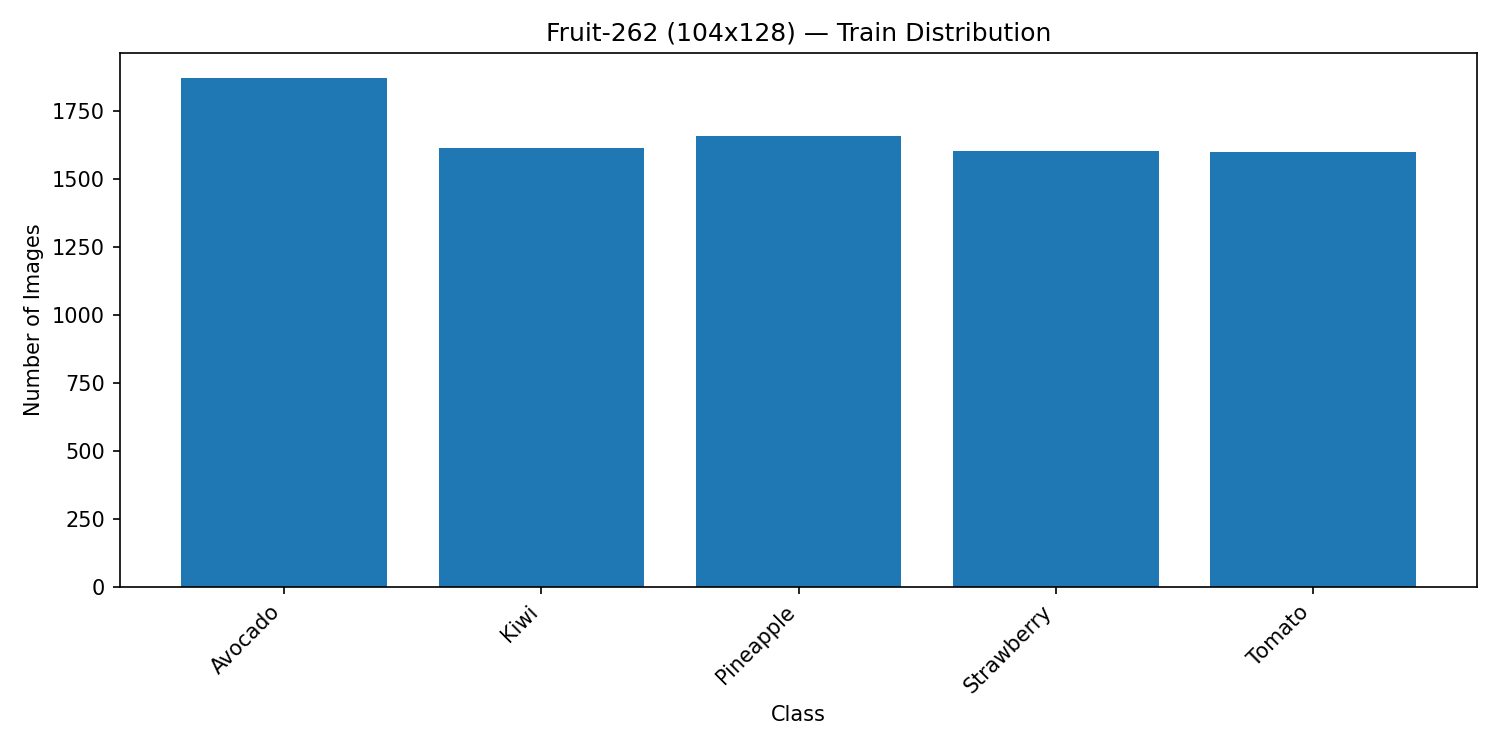 Fruit-262 (104x128) — Train Distribution
Number of Images
1750
1500
1250
1000
750
500
250
0
Avocado
Kiwi
Pineapple
Strawberry
Tomato
Class